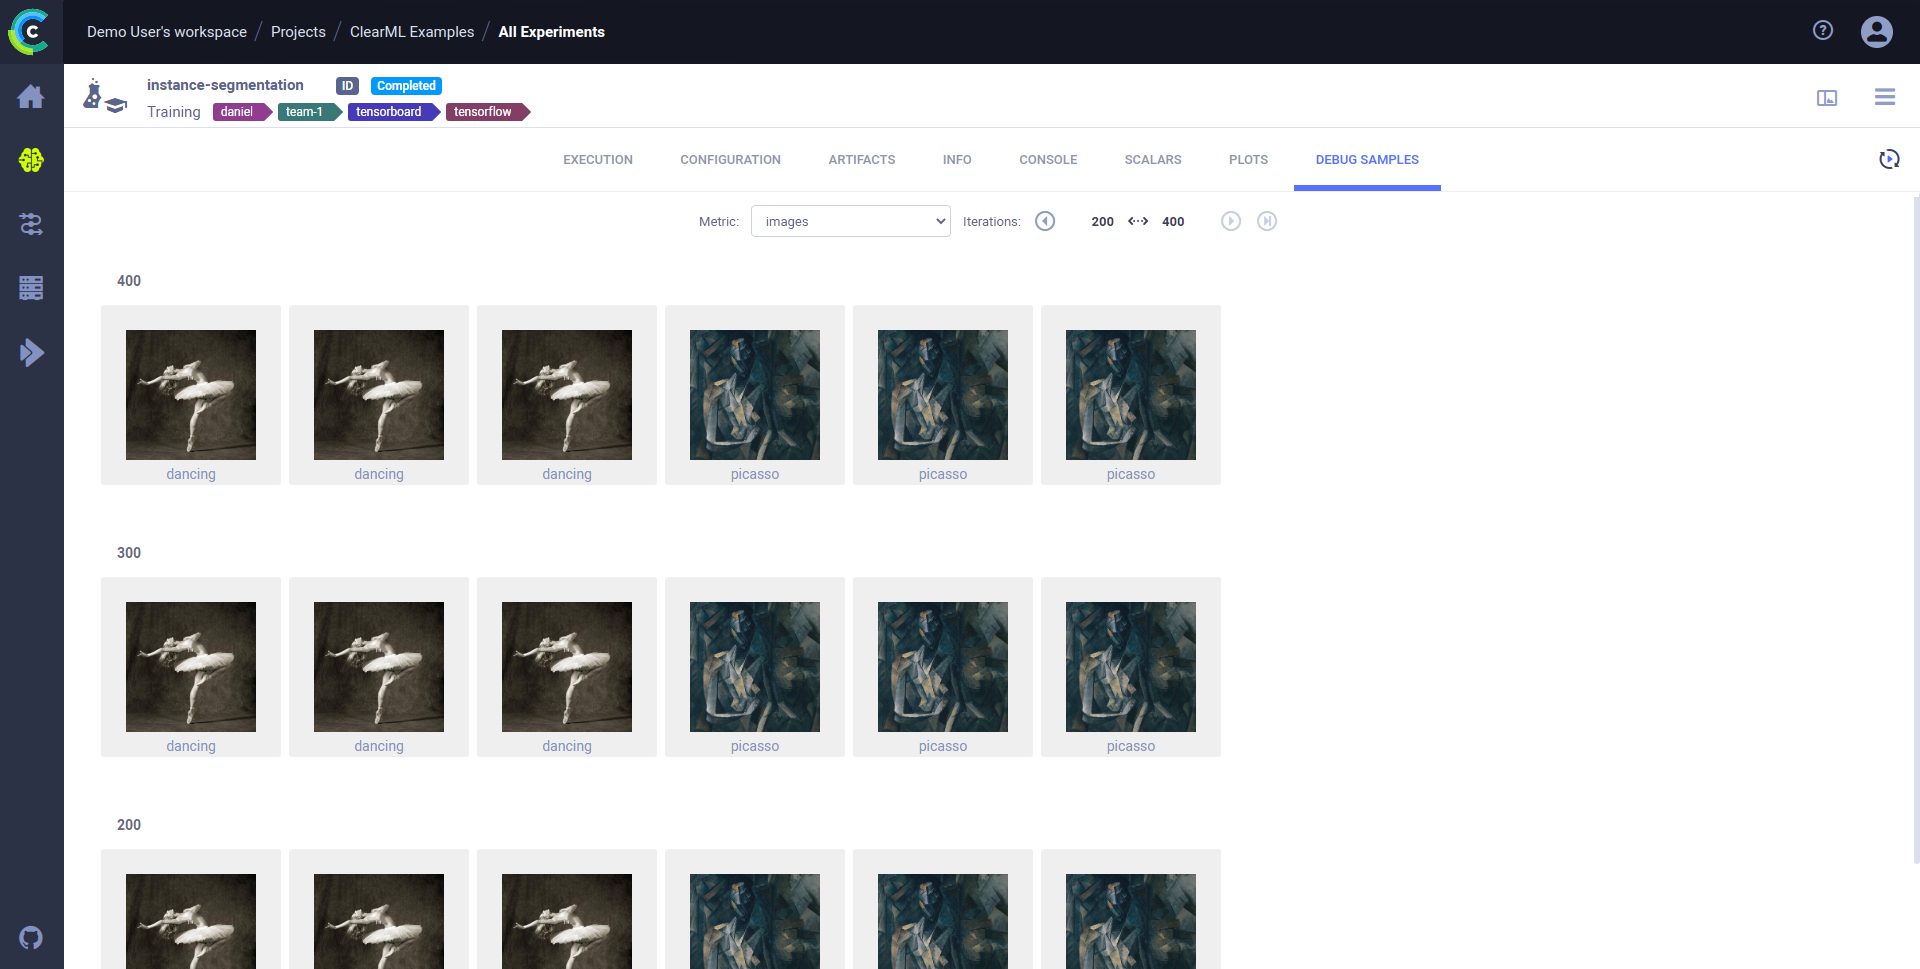 Demo User's workspace / Projects / ClearML Examples / All Experiments
instance-segmentation ID Completed
Training daniel team-1 tensorboard tensorflow
EXECUTION CONFIGURATION ARTIFACTS INFO CONSOLE SCALARS PLOTS DEBUG SAMPLES
Metric: images Iterations: 200 400
400
dancing dancing dancing picasso picasso picasso
300
dancing dancing dancing picasso picasso picasso
200